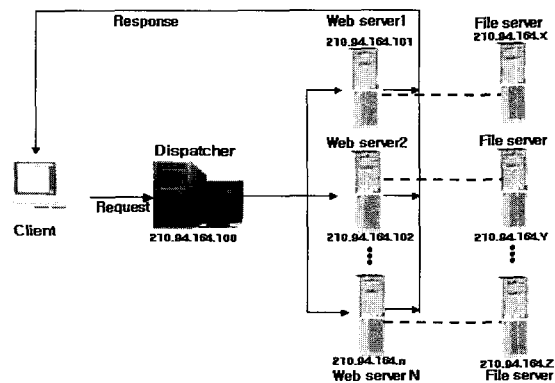 Response
Web server1
210.94.164.101
File server
210.94.164.X
Dispatcher
Web server2
File server
Request
Client
210.94.164.100
210.94.164.102
210.94.164.Y
210.94.164.n
Web server N
210.94.164.Z
File server